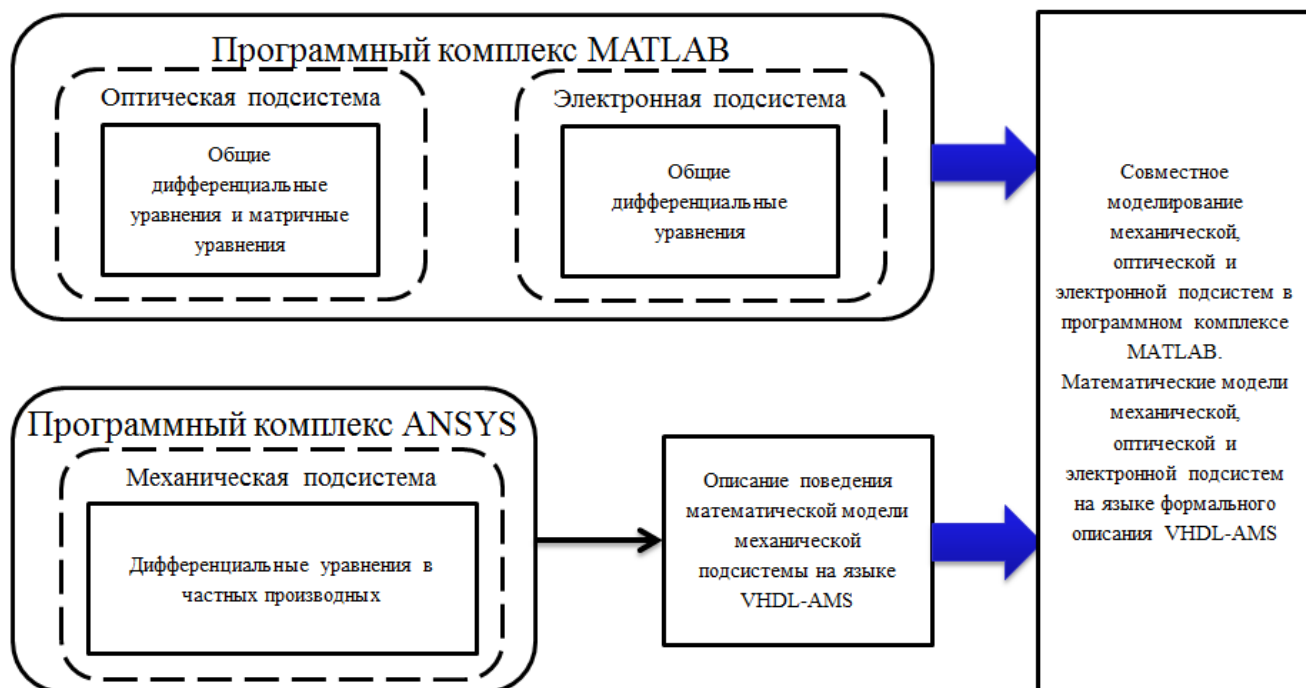 Программный комплекс MATLAB
Оптическая подсистема
Общие
дифференциальные
уравнения и матричные
уравнения
Электронная подсистема
Общие
дифференциальные
уравнения
Программный комплекс ANSYS
Механическая подсистема
Дифференциальные уравнения в
частных производных
Описание поведения
математической модели
механической
подсистемы на языке
VHDL-AMS
Совместное
моделирование
механической,
оптической и
электронной подсистем в
программном комплексе
MATLAB.
Математические модели
механической,
оптической и
электронной подсистем
на языке формального
описания VHDL-AMS